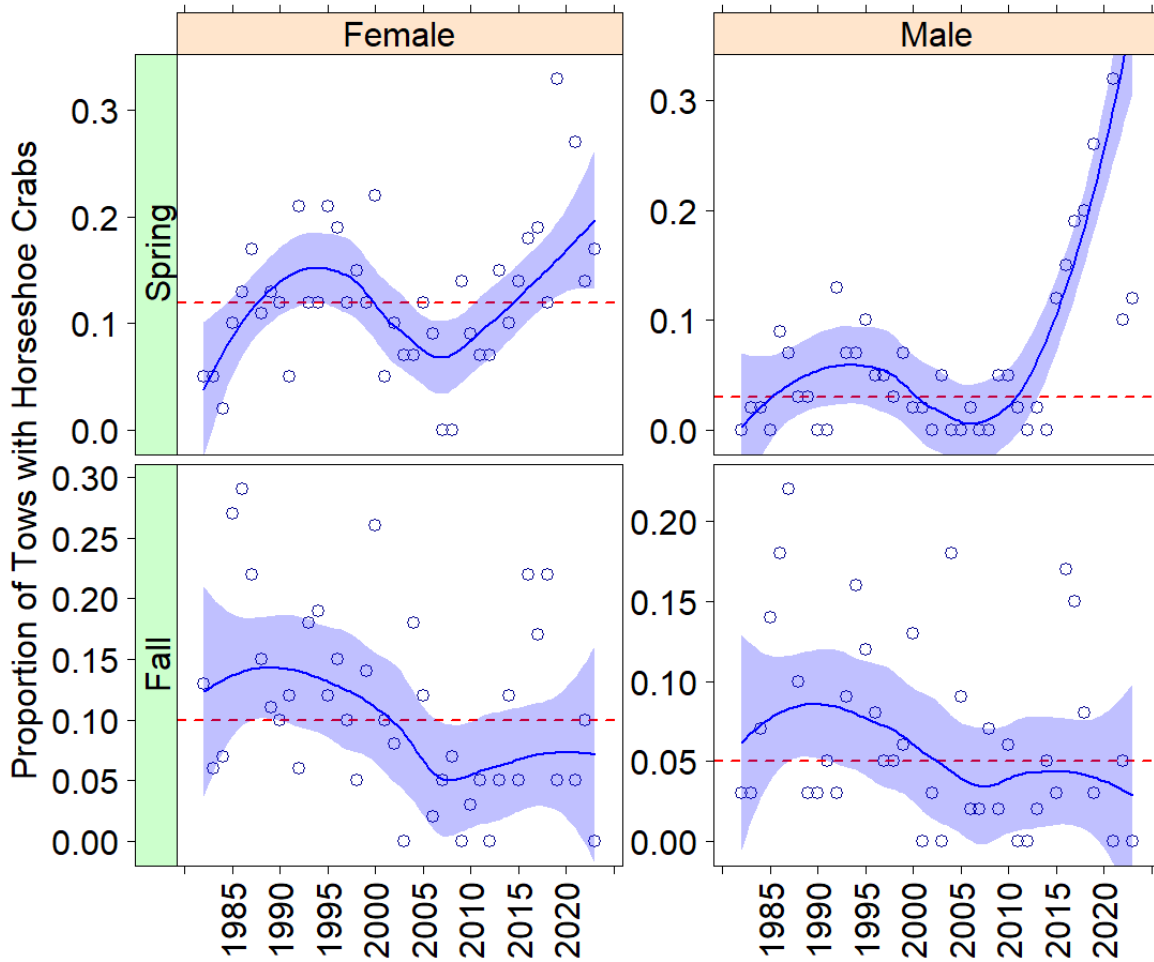 Female Male
Proportion of Tows with Horseshoe Crabs
Spring
0.3 0.3
0.2 0.2
0.1 0.1
0.0 0.0
Fall
0.30
0.25
0.20 0.20
0.15 0.15
0.10 0.10
0.05 0.05
0.00 0.00
1985 1990 1995 2000 2005 2010 2015 2020 1985 1990 1995 2000 2005 2010 2015 2020